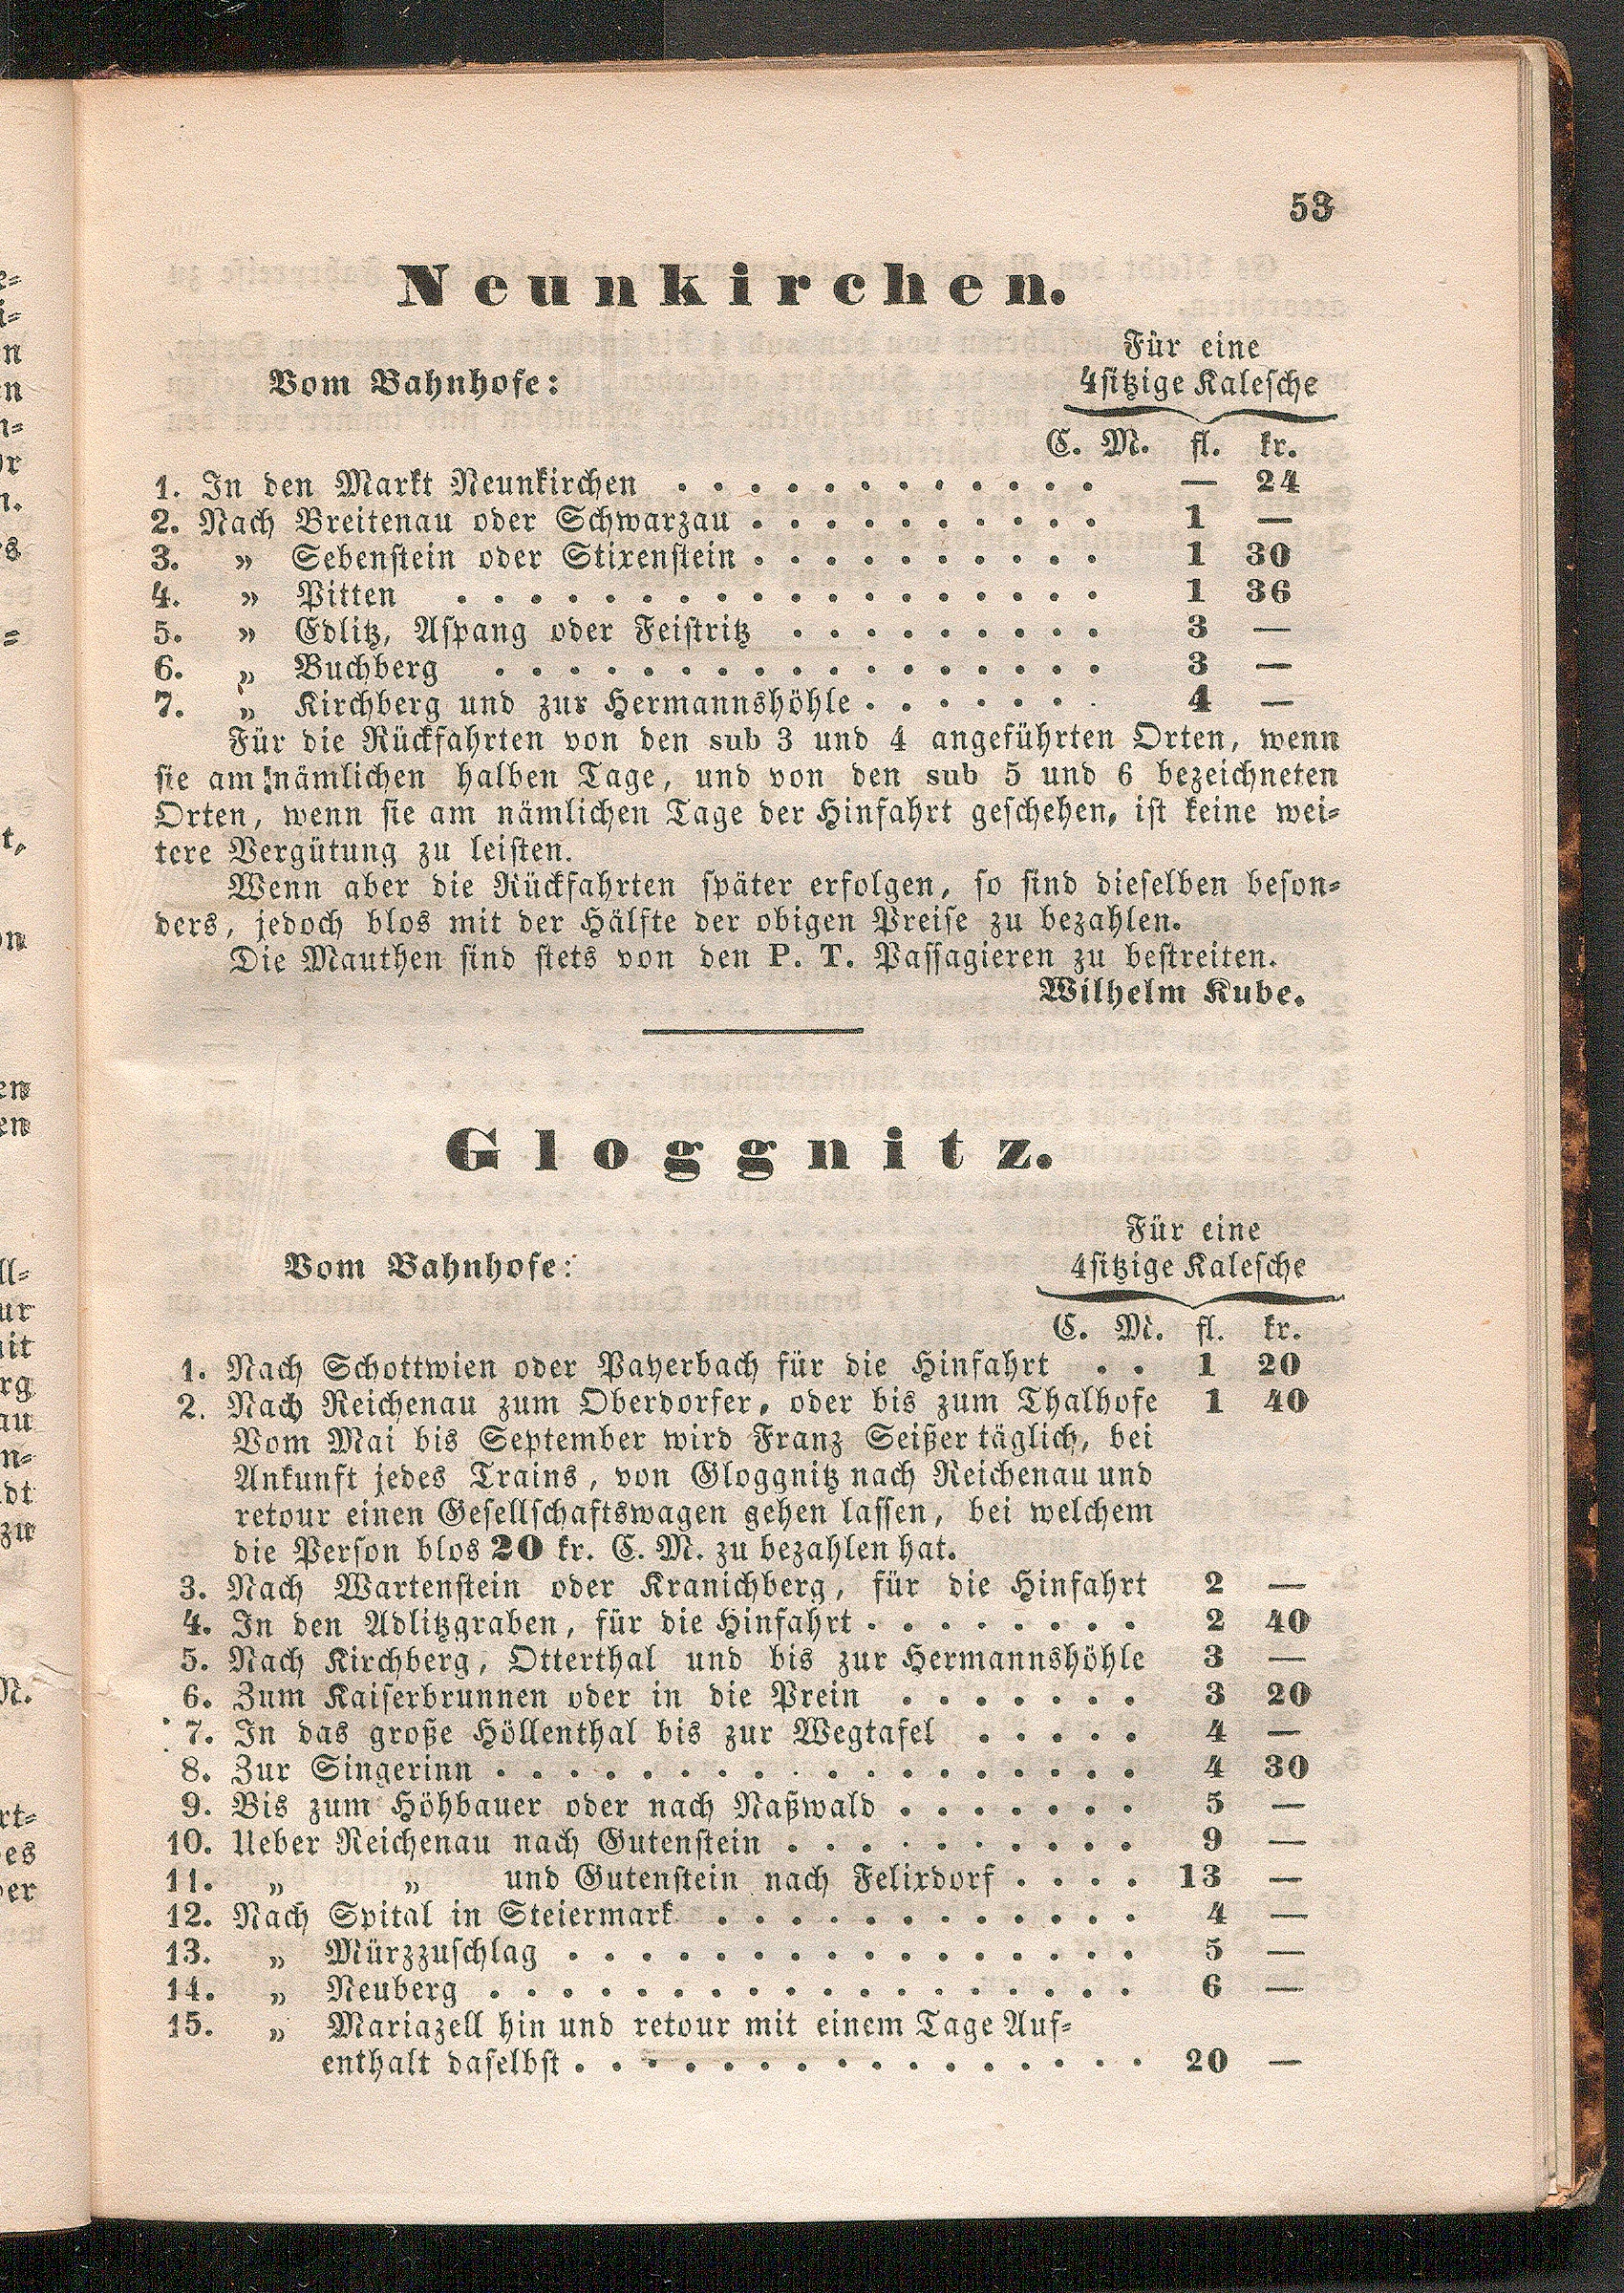 53
Neunkirchen.
Für eine
Vom Bahnhofe: 4sitzige Kalesche
C. M. fl. kr.
1. In den Markt Neunkirchen . . . . . . . . . . . . — 24
2. Nach Breitenau oder Schwarzau . . . . . . . . . . 1 —
3. » Sebenstein oder Stixenstein . . . . . . . . . . 1 30
4. » Pitten . . . . . . . . . . . . . . . . . . 1 36
5. » Edlitz, Aspang oder Feistritz . . . . . . . . . 3 —
6. „ Buchberg . . . . . . . . . . . . . . . . . 3 —
7. „ Kirchberg und zur Hermannshöhle . . . . . . . 4 —
Für die Rückfahrten von den sub 3 und 4 angeführten Orten, wenn
sie am nämlichen halben Tage, und von den sub 5 und 6 bezeichneten
Orten, wenn sie am nämlichen Tage der Hinfahrt geschehen, ist keine wei-
tere Vergütung zu leisten.
Wenn aber die Rückfahrten später erfolgen, so sind dieselben beson-
ders, jedoch blos mit der Hälfte der obigen Preise zu bezahlen.
Die Mauthen sind stets von den P. T. Passagieren zu bestreiten.
Wilhelm Kube.
Gloggnitz.
Für eine
Vom Bahnhofe: 4sitzige Kalesche
C. M. fl. kr.
1. Nach Schottwien oder Payerbach für die Hinfahrt . . 1 20
2. Nach Reichenau zum Oberdorfer, oder bis zum Thalhofe 1 40
Vom Mai bis September wird Franz Seißer täglich, bei
Ankunft jedes Trains, von Gloggnitz nach Reichenau und
retour einen Gesellschaftswagen gehen lassen, bei welchem
die Person blos 20 kr. C. M. zu bezahlen hat.
3. Nach Wartenstein oder Kranichberg, für die Hinfahrt 2 —
4. In den Adlitzgraben, für die Hinfahrt . . . . . . . . 2 40
5. Nach Kirchberg, Otterthal und bis zur Hermannshöhle 3 —
6. Zum Kaiserbrunnen oder in die Prein . . . . . . . 3 20
7. In das große Höllenthal bis zur Wegtafel . . . . . 4 —
8. Zur Singerinn . . . . . . . . . . . . . . . . . . 4 30
9. Bis zum Höhbauer oder nach Naßwald . . . . . . . 5 —
10. Ueber Reichenau nach Gutenstein . . . . . . . . . . 9 —
11. „ „ und Gutenstein nach Felixdorf . . . . 13 —
12. Nach Spital in Steiermark . . . . . . . . . . . . 4 —
13. „ Mürzzuschlag . . . . . . . . . . . . . . . . 5 —
14. „ Neuberg . . . . . . . . . . . . . . . . . . 6 —
15. „ Mariazell hin und retour mit einem Tage Auf-
enthalt daselbst . . . . . . . . . . . . . . . . 20 —